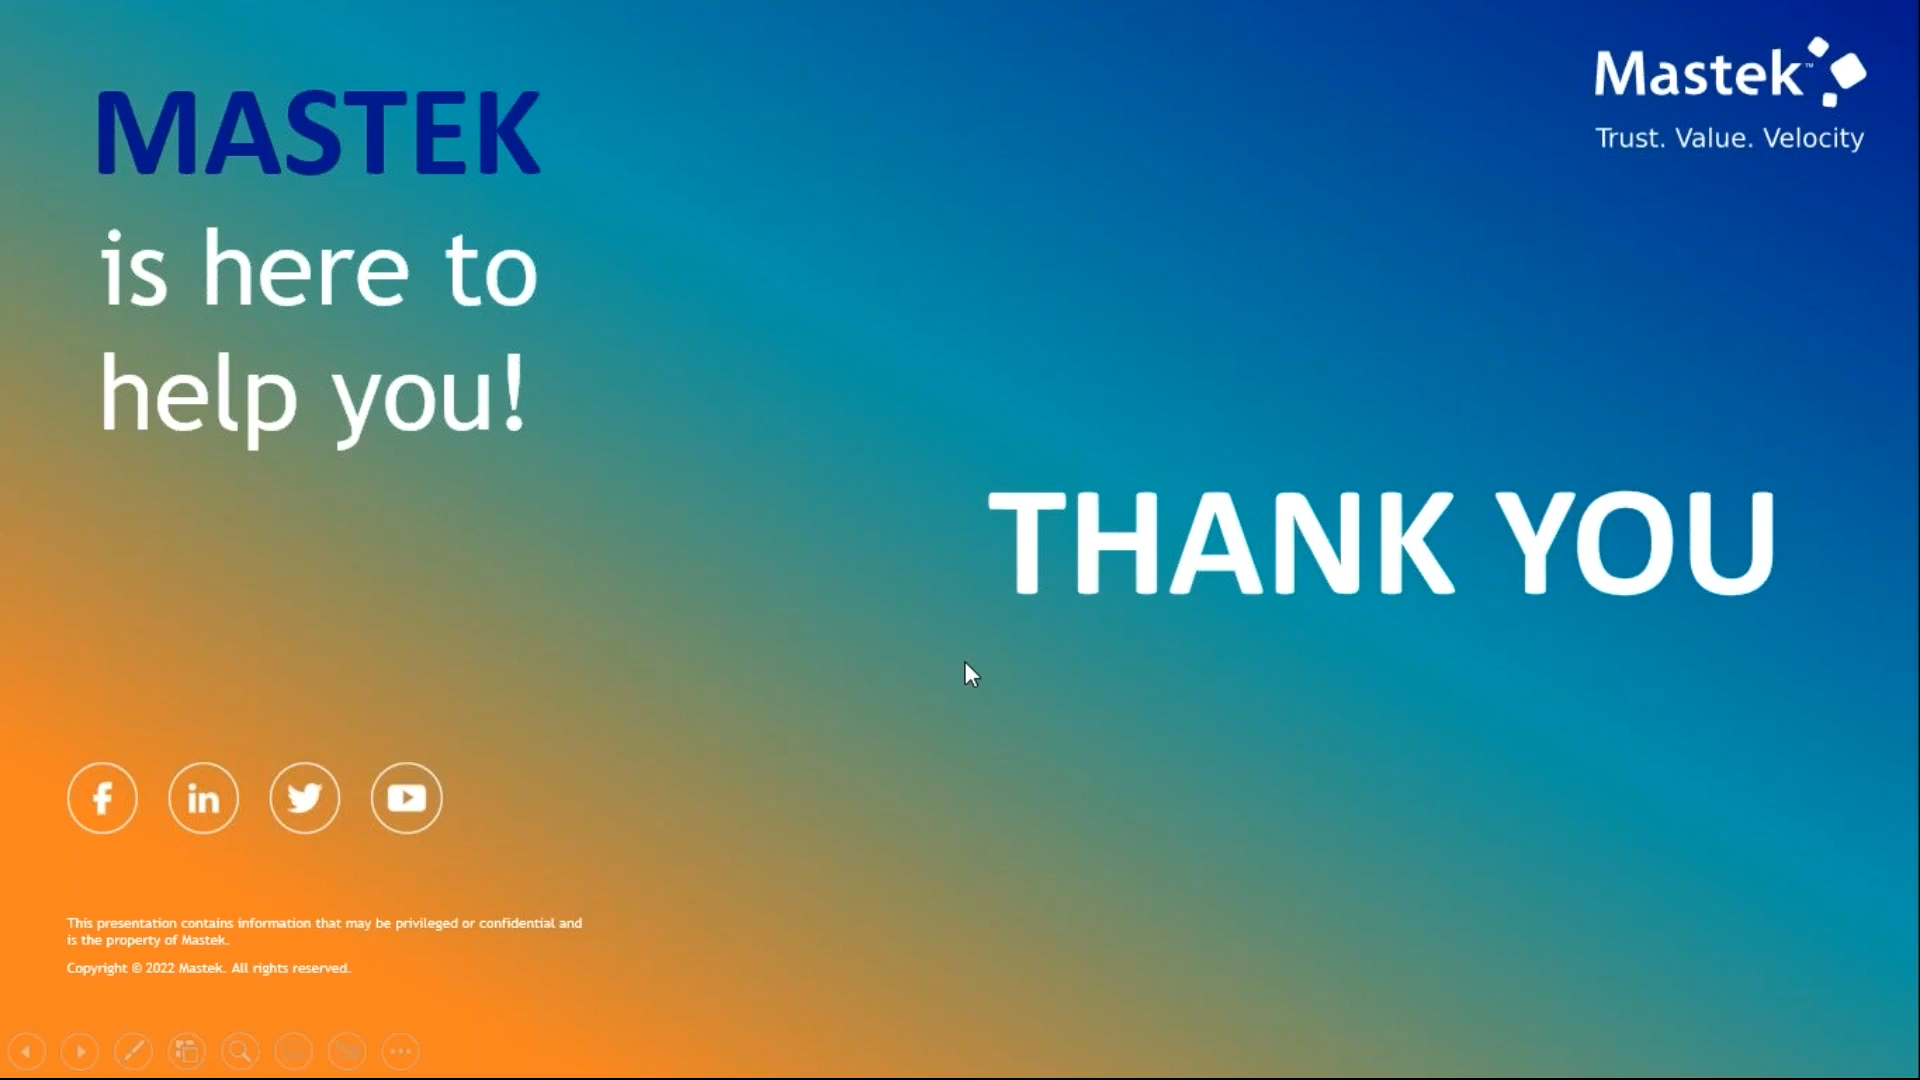 MASTEK
is here to
help you!
Mastek™
Trust. Value. Velocity
THANK YOU
This presentation contains information that may be privileged or confidential and
is the property of Mastek.
Copyright © 2022 Mastek. All rights reserved.